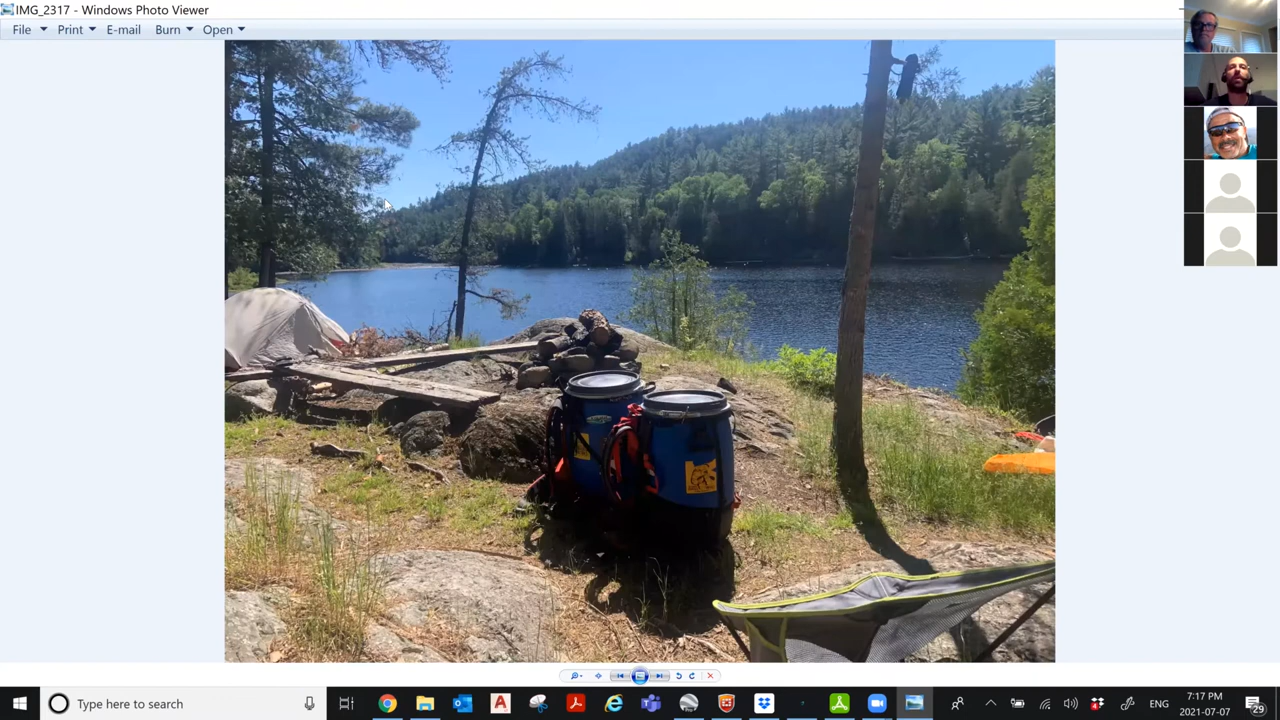 IMG_2317 - Windows Photo Viewer
File Print E-mail Burn Open
Type here to search
ENG
7:17 PM
2021-07-07
29